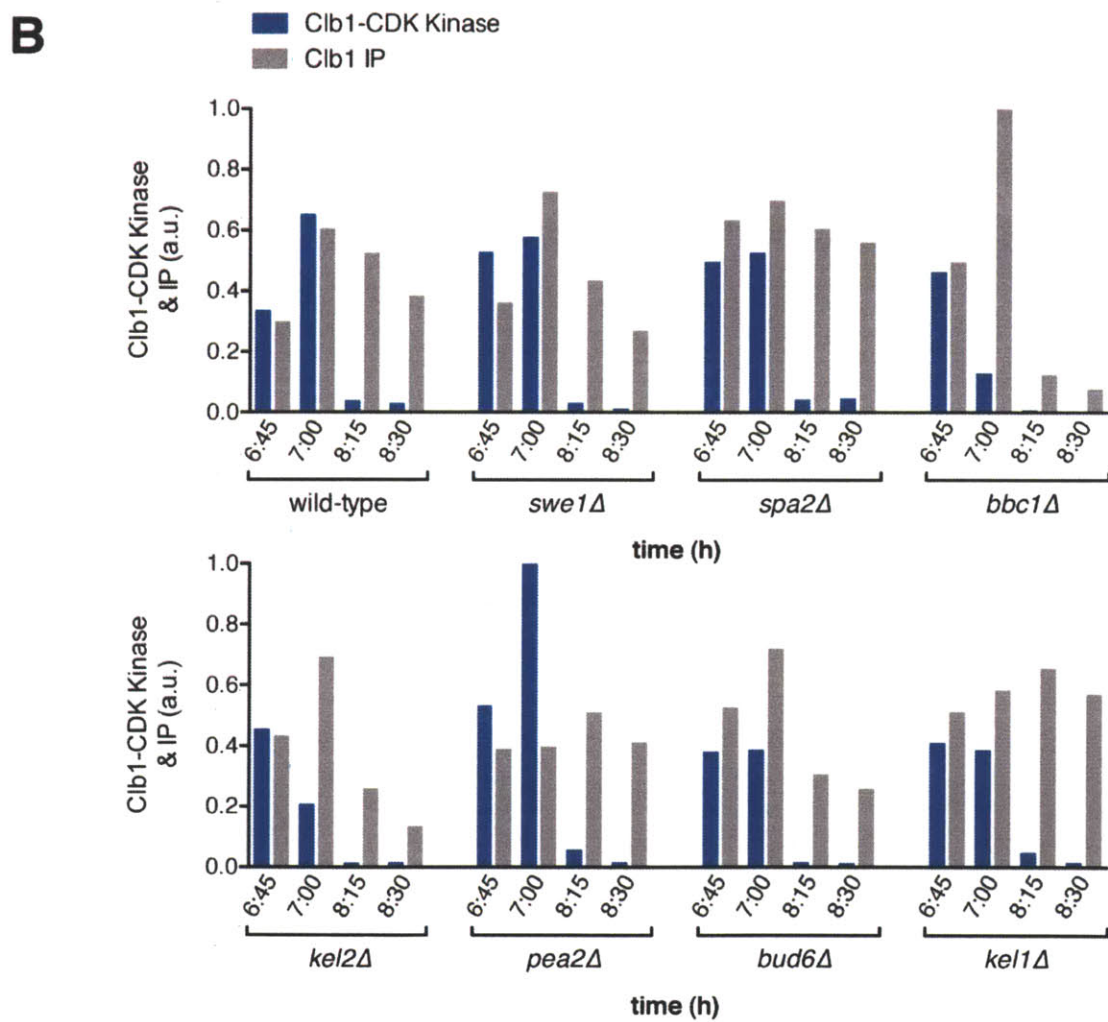 B
Clb1-CDK Kinase
Clb1 IP
Clb1-CDK Kinase
& IP (a.u.)
1.0
0.8
0.6
0.4
0.2
0.0
6:45 7:00 8:15 8:30 6:45 7:00 8:15 8:30 6:45 7:00 8:15 8:30 6:45 7:00 8:15 8:30
wild-type swe1Δ spa2Δ bbc1Δ
time (h)
Clb1-CDK Kinase
& IP (a.u.)
1.0
0.8
0.6
0.4
0.2
0.0
6:45 7:00 8:15 8:30 6:45 7:00 8:15 8:30 6:45 7:00 8:15 8:30 6:45 7:00 8:15 8:30
kel2Δ pea2Δ bud6Δ kel1Δ
time (h)